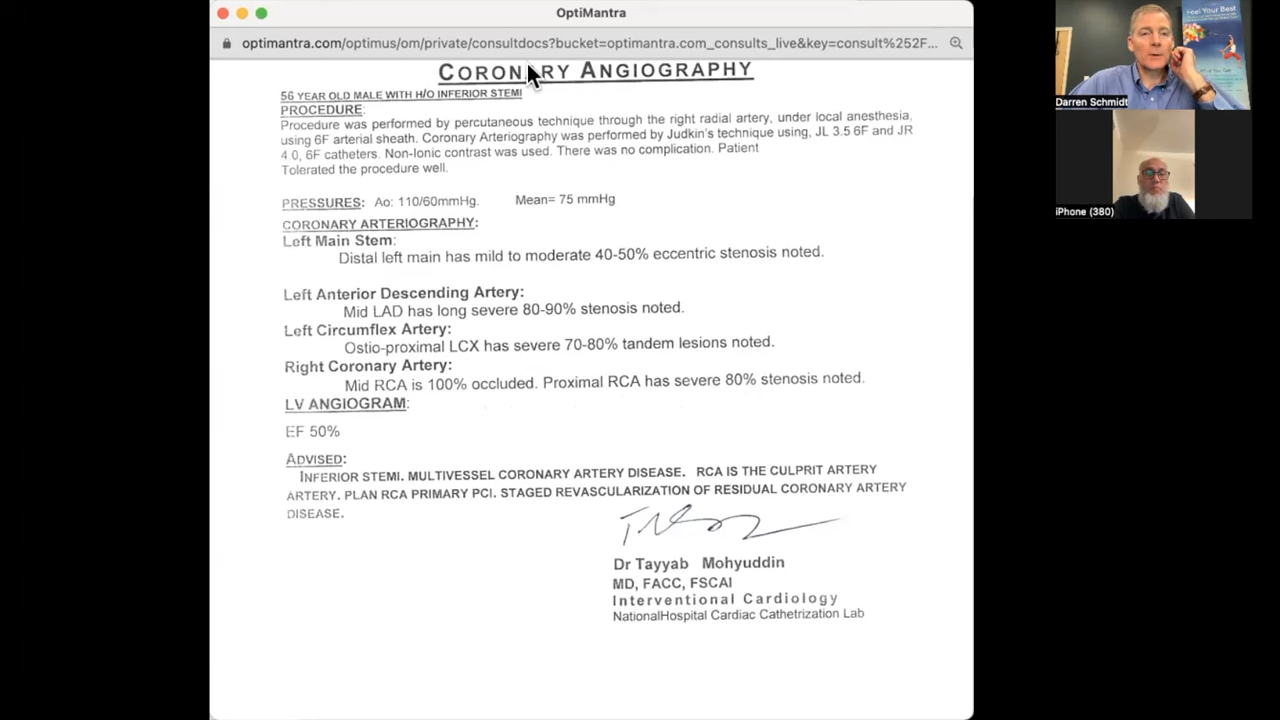 OptiMantra
optimantra.com/optimus/om/private/consultdocs?bucket=optimantra.com_consults_live&key=consult%252F...
CORONARY ANGIOGRAPHY
56 YEAR OLD MALE WITH H/O INFERIOR STEMI
PROCEDURE:
Procedure was performed by percutaneous technique through the right radial artery, under local anesthesia,
using 6F arterial sheath. Coronary Arteriography was performed by Judkin's technique using, JL 3.5 6F and JR
4.0, 6F catheters. Non-Ionic contrast was used. There was no complication. Patient
Tolerated the procedure well.
PRESSURES: Ao: 110/60mmHg. Mean= 75 mmHg
CORONARY ARTERIOGRAPHY:
Left Main Stem:
Distal left main has mild to moderate 40-50% eccentric stenosis noted.
Left Anterior Descending Artery:
Mid LAD has long severe 80-90% stenosis noted.
Left Circumflex Artery:
Ostio-proximal LCX has severe 70-80% tandem lesions noted.
Right Coronary Artery:
Mid RCA is 100% occluded. Proximal RCA has severe 80% stenosis noted.
LV ANGIOGRAM:
EF 50%
ADVISED:
INFERIOR STEMI. MULTIVESSEL CORONARY ARTERY DISEASE. RCA IS THE CULPRIT ARTERY
ARTERY. PLAN RCA PRIMARY PCI. STAGED REVASCULARIZATION OF RESIDUAL CORONARY ARTERY
DISEASE.
Dr Tayyab Mohyuddin
MD, FACC, FSCAI
Interventional Cardiology
NationalHospital Cardiac Cathetrization Lab
Feel Your Best
Darren Schmidt
iPhone (380)